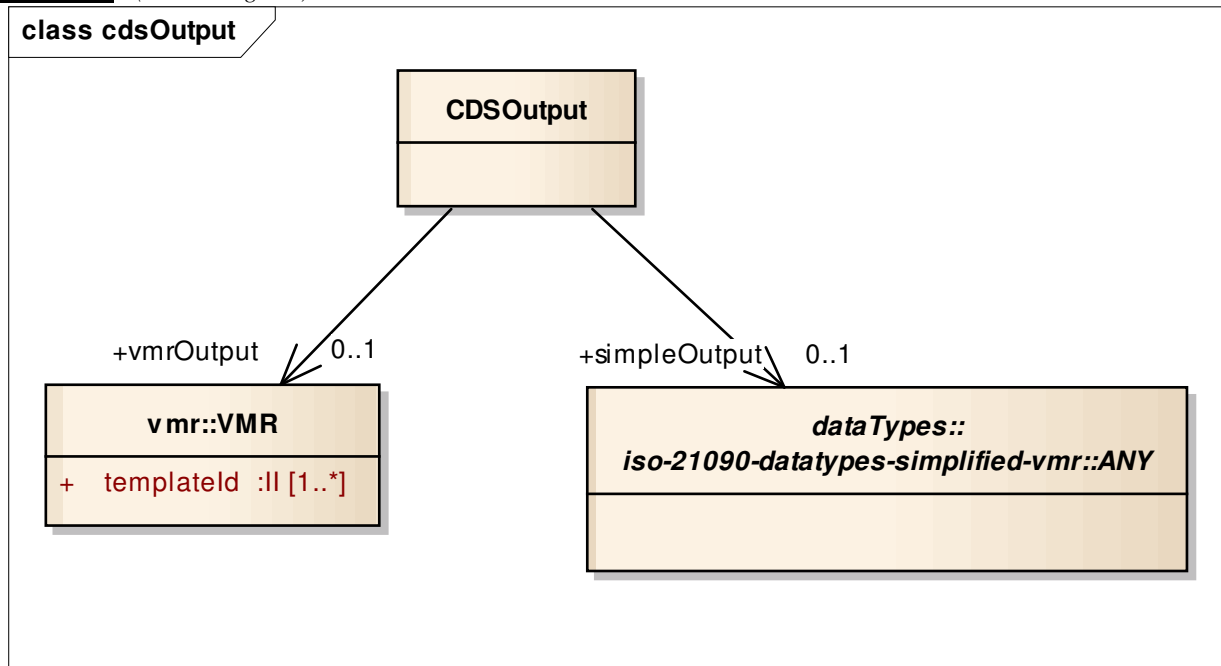 class cdsOutput
CDSOutput
+vmrOutput 0..1
+simpleOutput 0..1
vmr::VMR
+ templateId :II [1..*]
dataTypes::
iso-21090-datatypes-simplified-vmr::ANY